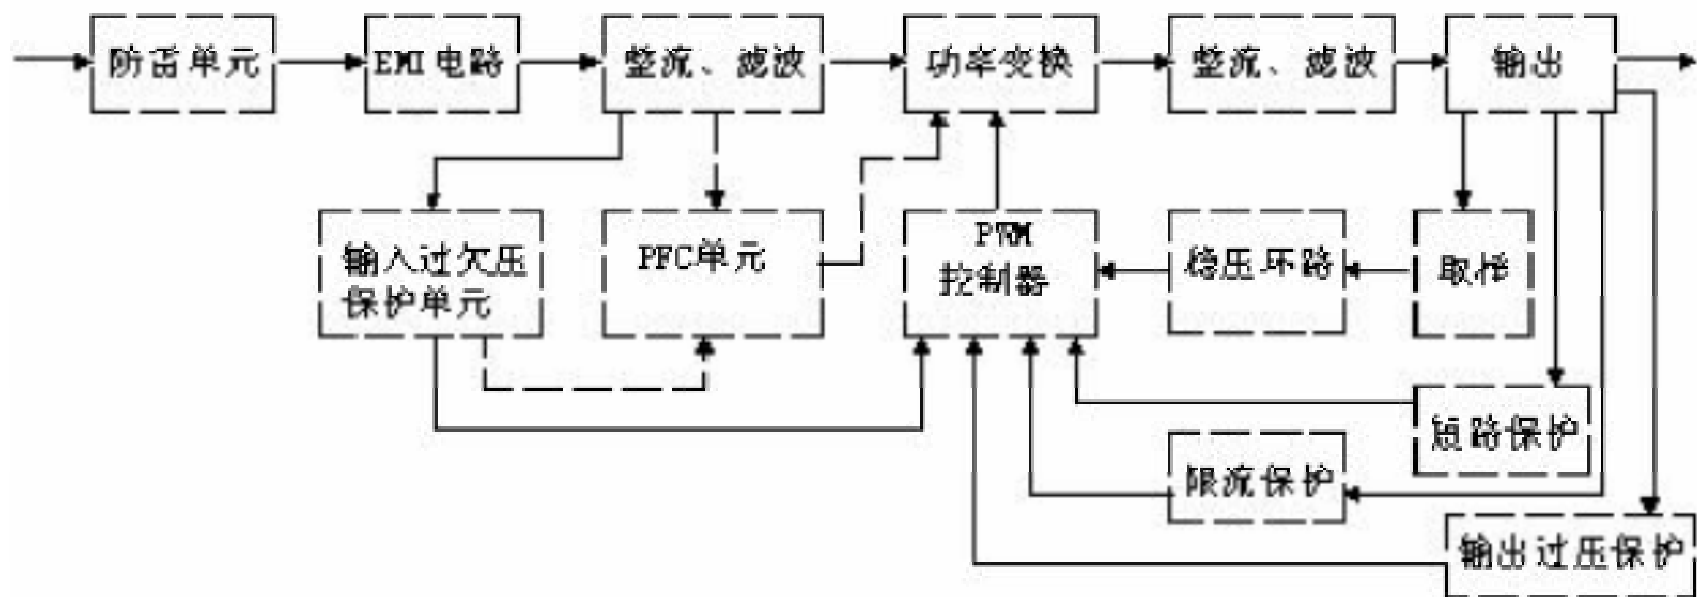 防雷单元
EMI电路
整流、滤波
功率变换
整流、滤波
输出
输入过欠压
保护单元
PFC单元
PWM
控制器
稳压环路
取样
短路保护
限流保护
输出过压保护